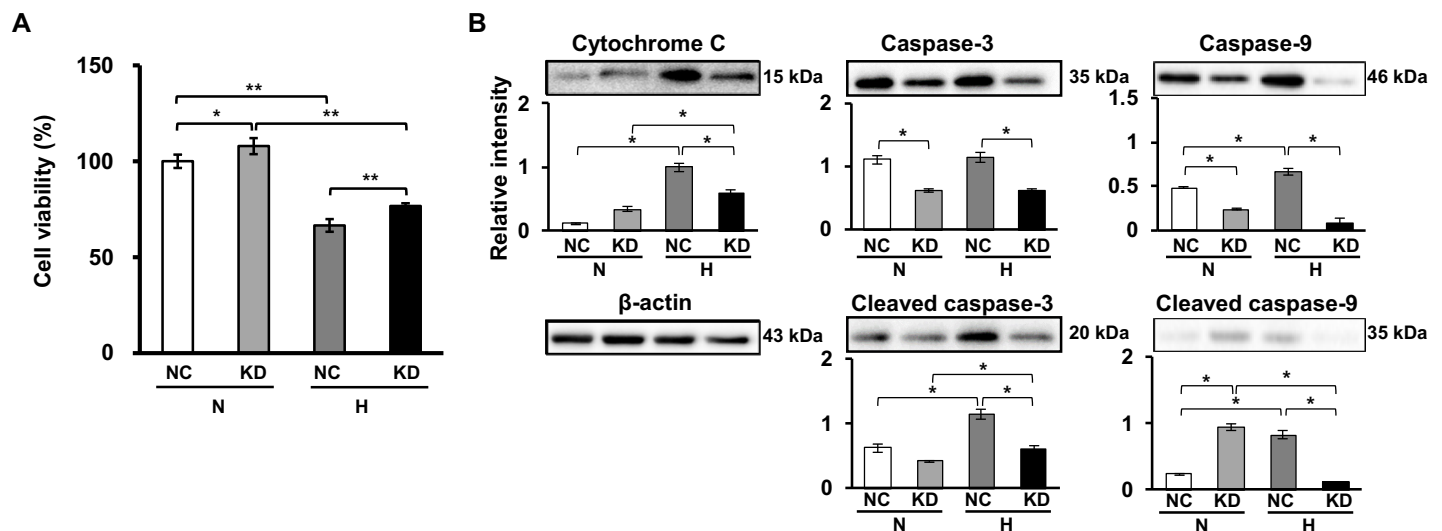 A
B
Cell viability (%)
150
100
50
0
**
*
**
**
NC KD NC KD
N H
Cytochrome C
15 kDa
Relative intensity
2
1
0
*
*
*
NC KD NC KD
N H
Caspase-3
35 kDa
2
1
0
*
*
NC KD NC KD
N H
Caspase-9
46 kDa
1
0.5
0
*
*
*
NC KD NC KD
N H
β-actin
43 kDa
Cleaved caspase-3
20 kDa
2
1
0
*
*
*
NC KD NC KD
N H
Cleaved caspase-9
35 kDa
2
1
0
*
*
*
*
NC KD NC KD
N H